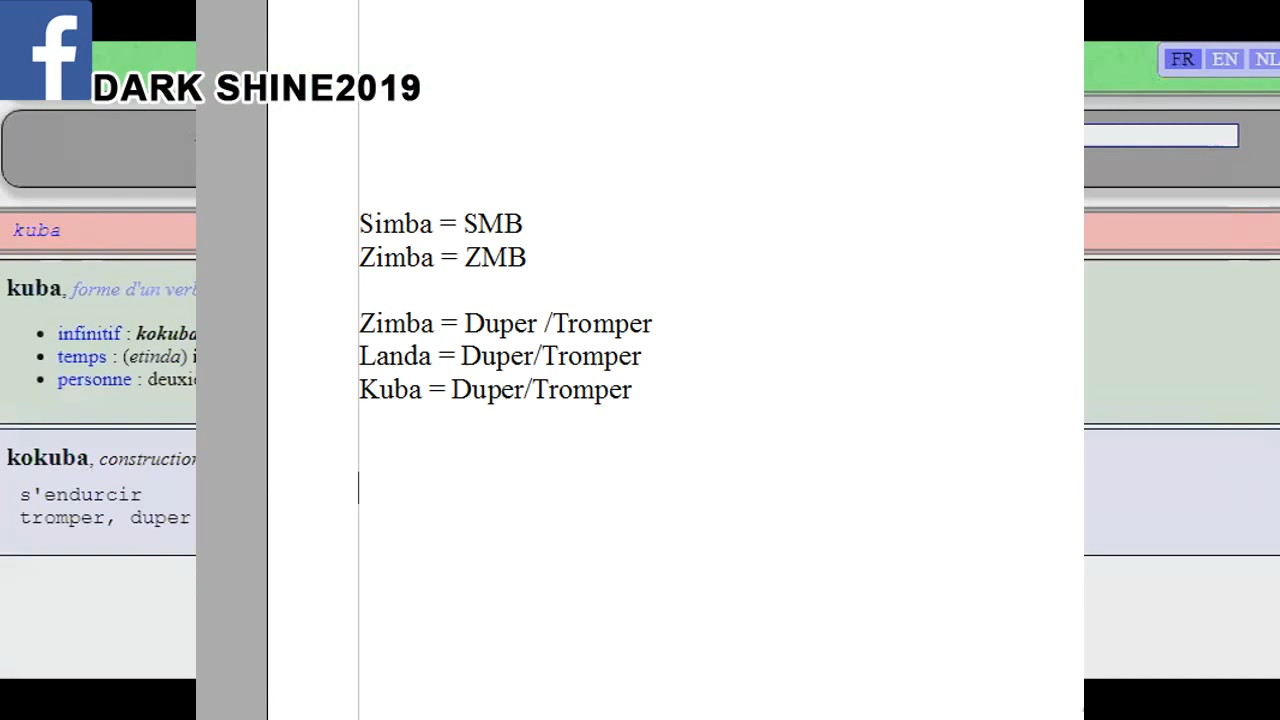 f
DARK SHINE2019
FR EN NL
kuba
kuba, forme d'un verb
infinitif : kokuba
temps : (etinda) i
personne : deuxiè
kokuba, construction
s'endurcir
tromper, duper
Simba = SMB
Zimba = ZMB
Zimba = Duper /Tromper
Landa = Duper/Tromper
Kuba = Duper/Tromper